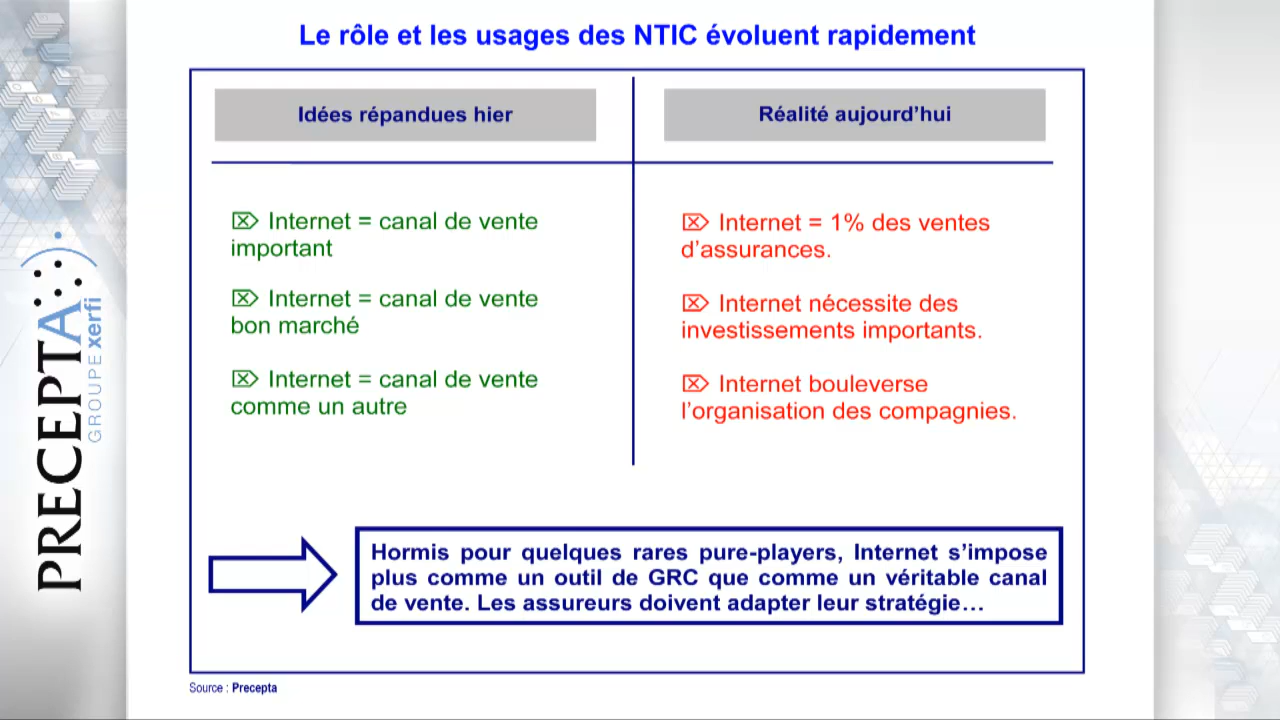 Le rôle et les usages des NTIC évoluent rapidement
Idées répandues hier
Réalité aujourd’hui
⌦ Internet = canal de vente
important
⌦ Internet = canal de vente
bon marché
⌦ Internet = canal de vente
comme un autre
⌦ Internet = 1% des ventes
d’assurances.
⌦ Internet nécessite des
investissements importants.
⌦ Internet bouleverse
l’organisation des compagnies.
Hormis pour quelques rares pure-players, Internet s’impose
plus comme un outil de GRC que comme un véritable canal
de vente. Les assureurs doivent adapter leur stratégie…
Source : Precepta
PRECEPTA
GROUPE xerfi